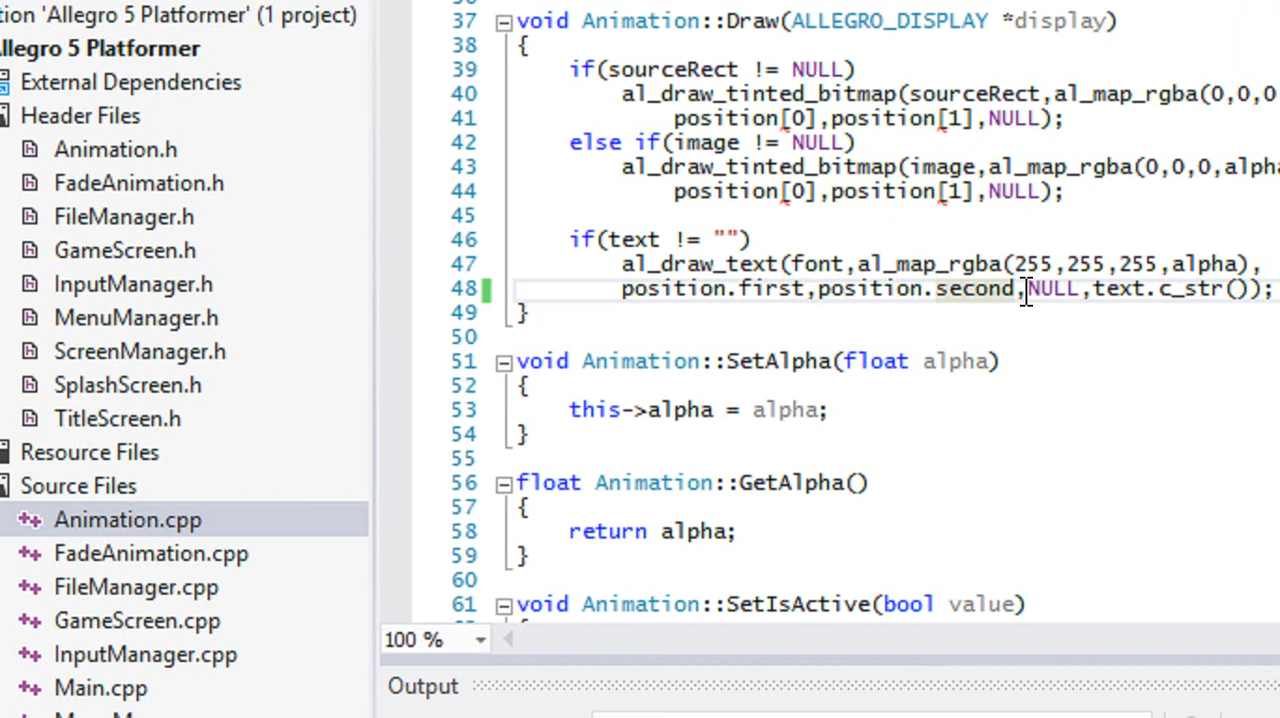 tion 'Allegro 5 Platformer' (1 project)
Allegro 5 Platformer
External Dependencies
Header Files
Animation.h
FadeAnimation.h
FileManager.h
GameScreen.h
InputManager.h
MenuManager.h
ScreenManager.h
SplashScreen.h
TitleScreen.h
Resource Files
Source Files
Animation.cpp
FadeAnimation.cpp
FileManager.cpp
GameScreen.cpp
InputManager.cpp
Main.cpp
37 void Animation::Draw(ALLEGRO_DISPLAY *display)
38 {
39 if(sourceRect != NULL)
40 al_draw_tinted_bitmap(sourceRect,al_map_rgba(0,0,0
41 position[0],position[1],NULL);
42 else if(image != NULL)
43 al_draw_tinted_bitmap(image,al_map_rgba(0,0,0,alpha
44 position[0],position[1],NULL);
45
46 if(text != "")
47 al_draw_text(font,al_map_rgba(255,255,255,alpha),
48 position.first,position.second,NULL,text.c_str());
49 }
50
51 void Animation::SetAlpha(float alpha)
52 {
53 this->alpha = alpha;
54 }
55
56 float Animation::GetAlpha()
57 {
58 return alpha;
59 }
60
61 void Animation::SetIsActive(bool value)
100 %
Output